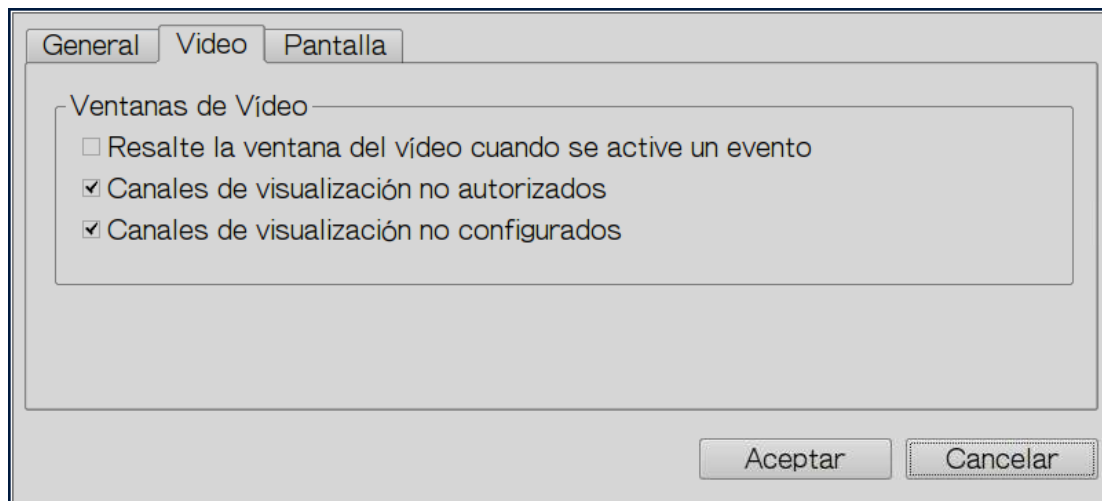 General Video Pantalla
Ventanas de Vídeo
Resalte la ventana del vídeo cuando se active un evento
Canales de visualización no autorizados
Canales de visualización no configurados
Aceptar Cancelar